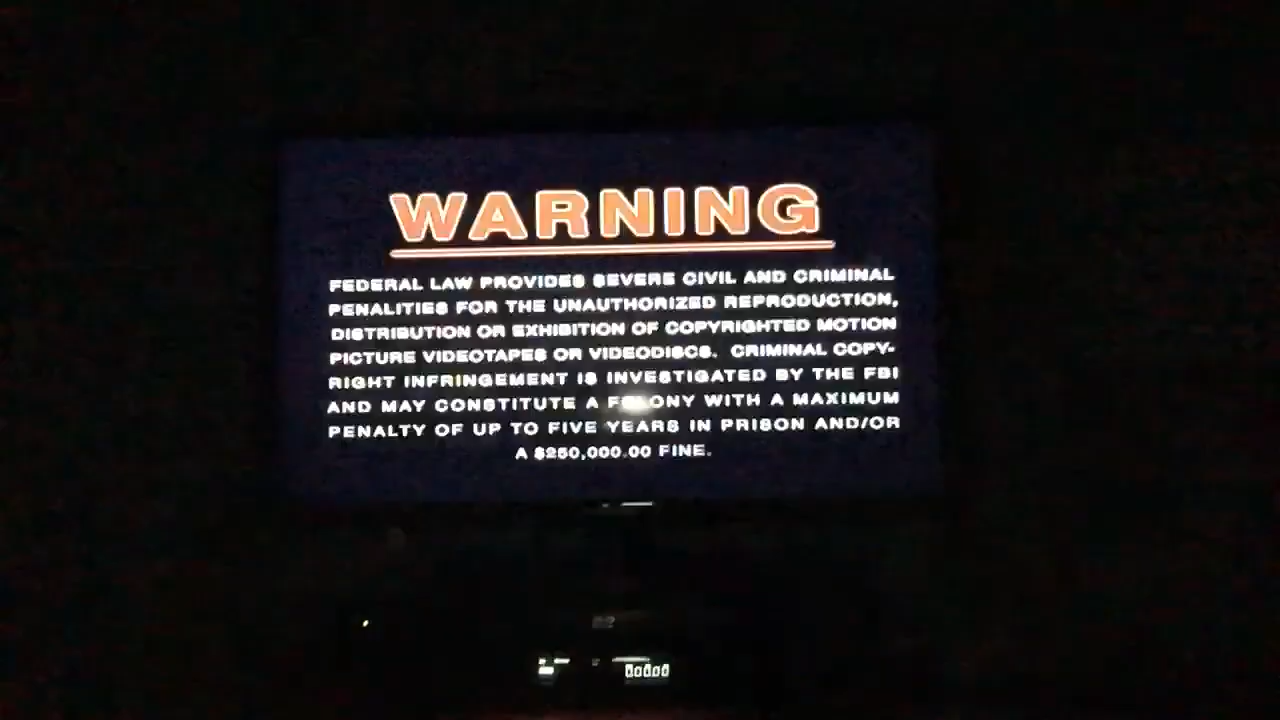 WARNING
FEDERAL LAW PROVIDES SEVERE CIVIL AND CRIMINAL
PENALITIES FOR THE UNAUTHORIZED REPRODUCTION,
DISTRIBUTION OR EXHIBITION OF COPYRIGHTED MOTION
PICTURE VIDEOTAPES OR VIDEODISCS. CRIMINAL COPY-
RIGHT INFRINGEMENT IS INVESTIGATED BY THE FBI
AND MAY CONSTITUTE A FELONY WITH A MAXIMUM
PENALTY OF UP TO FIVE YEARS IN PRISON AND/OR
A $250,000.00 FINE.